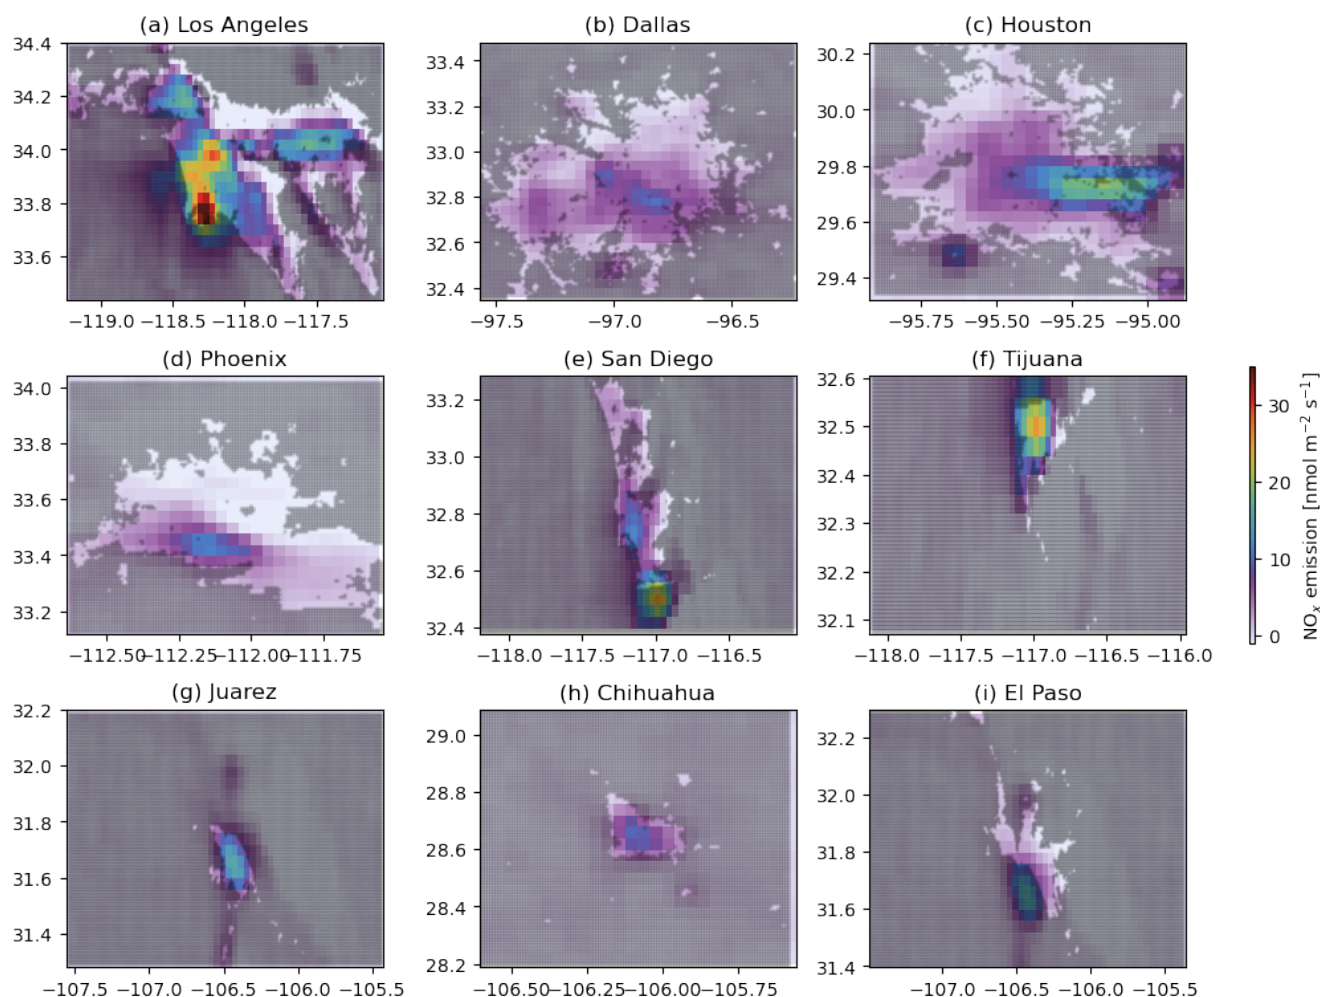 (a) Los Angeles
(b) Dallas
(c) Houston
34.4
34.2
34.0
33.8
33.6
−119.0 −118.5 −118.0 −117.5
33.4
33.2
33.0
32.8
32.6
32.4
−97.5 −97.0 −96.5
30.2
30.0
29.8
29.6
29.4
−95.75 −95.50 −95.25 −95.00
(d) Phoenix
(e) San Diego
(f) Tijuana
34.0
33.8
33.6
33.4
33.2
−112.50 −112.25 −112.00 −111.75
33.2
33.0
32.8
32.6
32.4
−118.0 −117.5 −117.0 −116.5
32.6
32.5
32.4
32.3
32.2
32.1
−118.0 −117.5 −117.0 −116.5 −116.0
30
20
10
0
NOₓ emission [nmol m⁻² s⁻¹]
(g) Juarez
(h) Chihuahua
(i) El Paso
32.2
32.0
31.8
31.6
31.4
−107.5 −107.0 −106.5 −106.0 −105.5
29.0
28.8
28.6
28.4
28.2
−106.50 −106.25 −106.00 −105.75
32.2
32.0
31.8
31.6
31.4
−107.0 −106.5 −106.0 −105.5